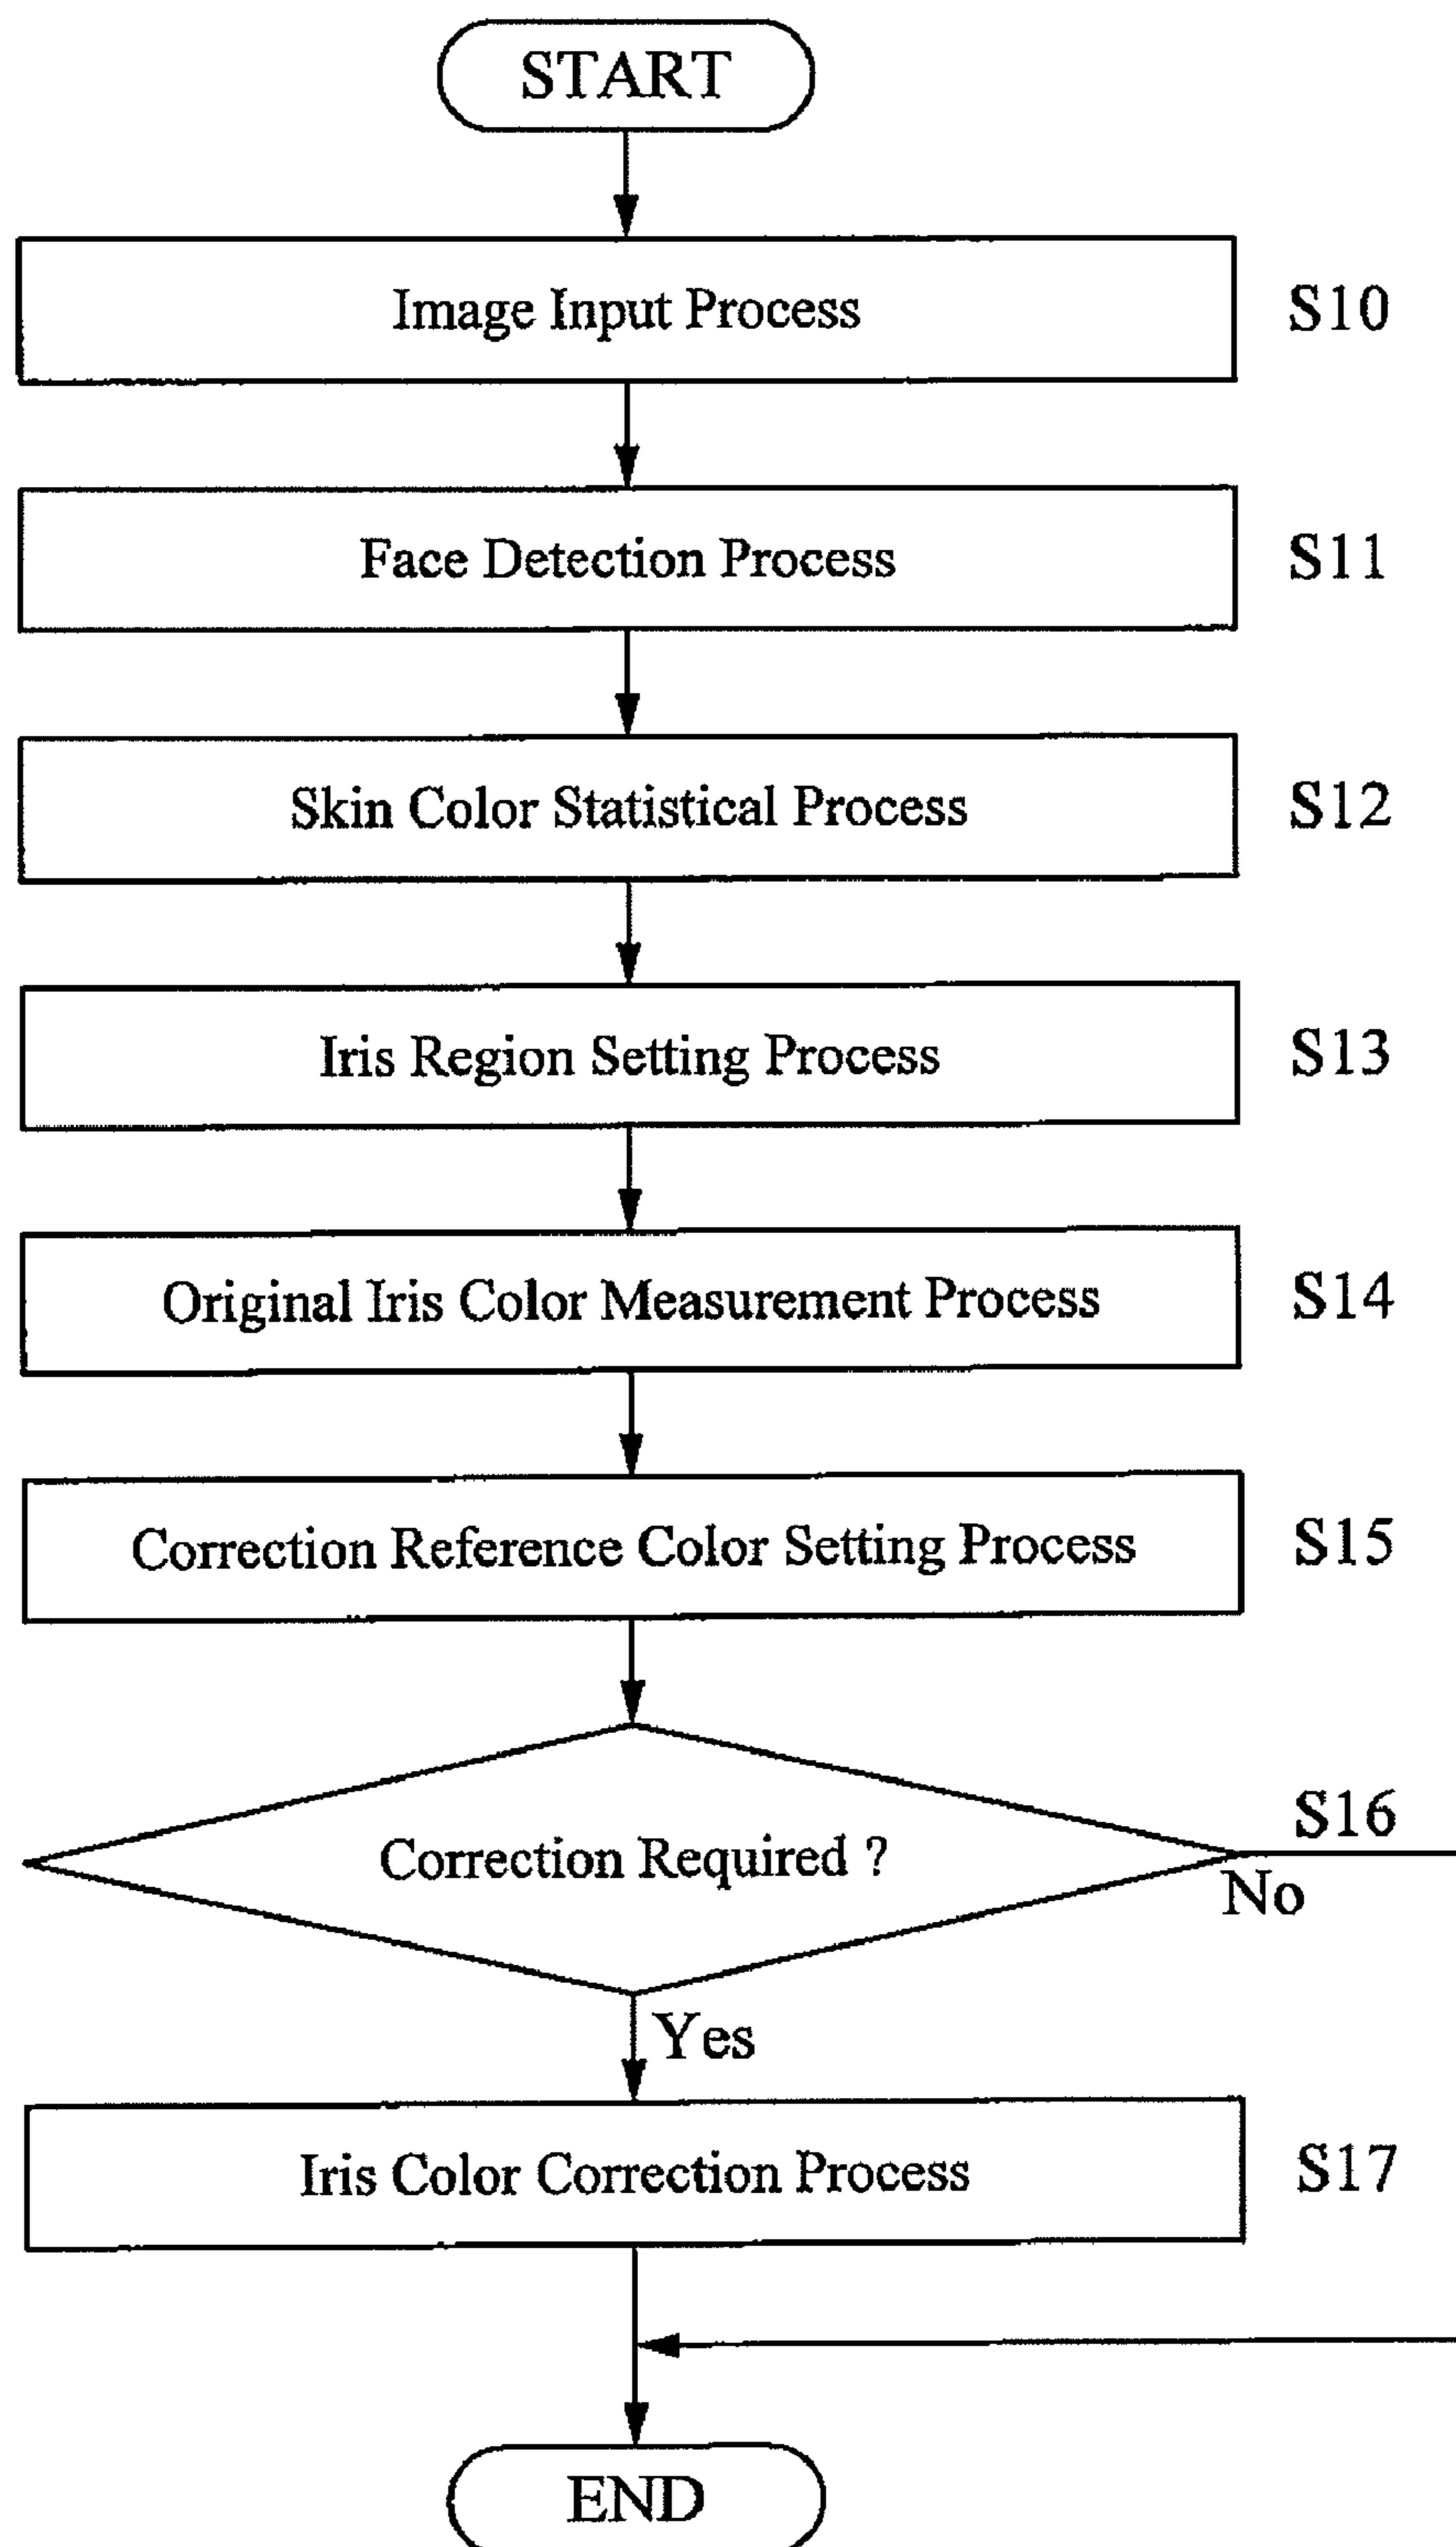 START
Image Input Process
S10
Face Detection Process
S11
Skin Color Statistical Process
S12
Iris Region Setting Process
S13
Original Iris Color Measurement Process
S14
Correction Reference Color Setting Process
S15
Correction Required ?
S16
No
Yes
Iris Color Correction Process
S17
END